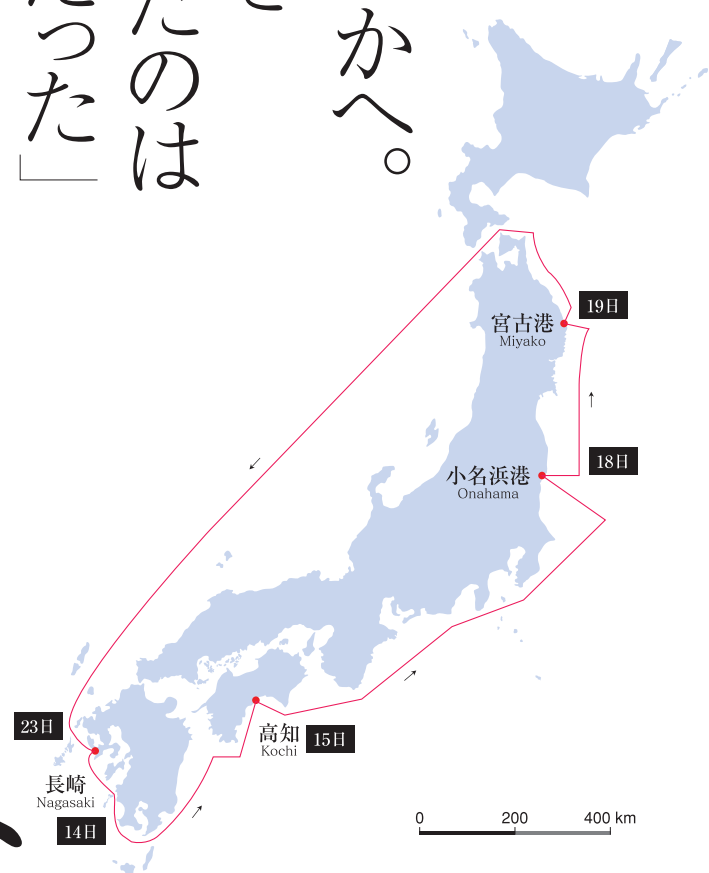 かへ。
たのは
だった」
19日
宮古港
Miyako
18日
小名浜港
Onahama
23日
高知
Kochi
15日
長崎
Nagasaki
14日
0 200 400 km